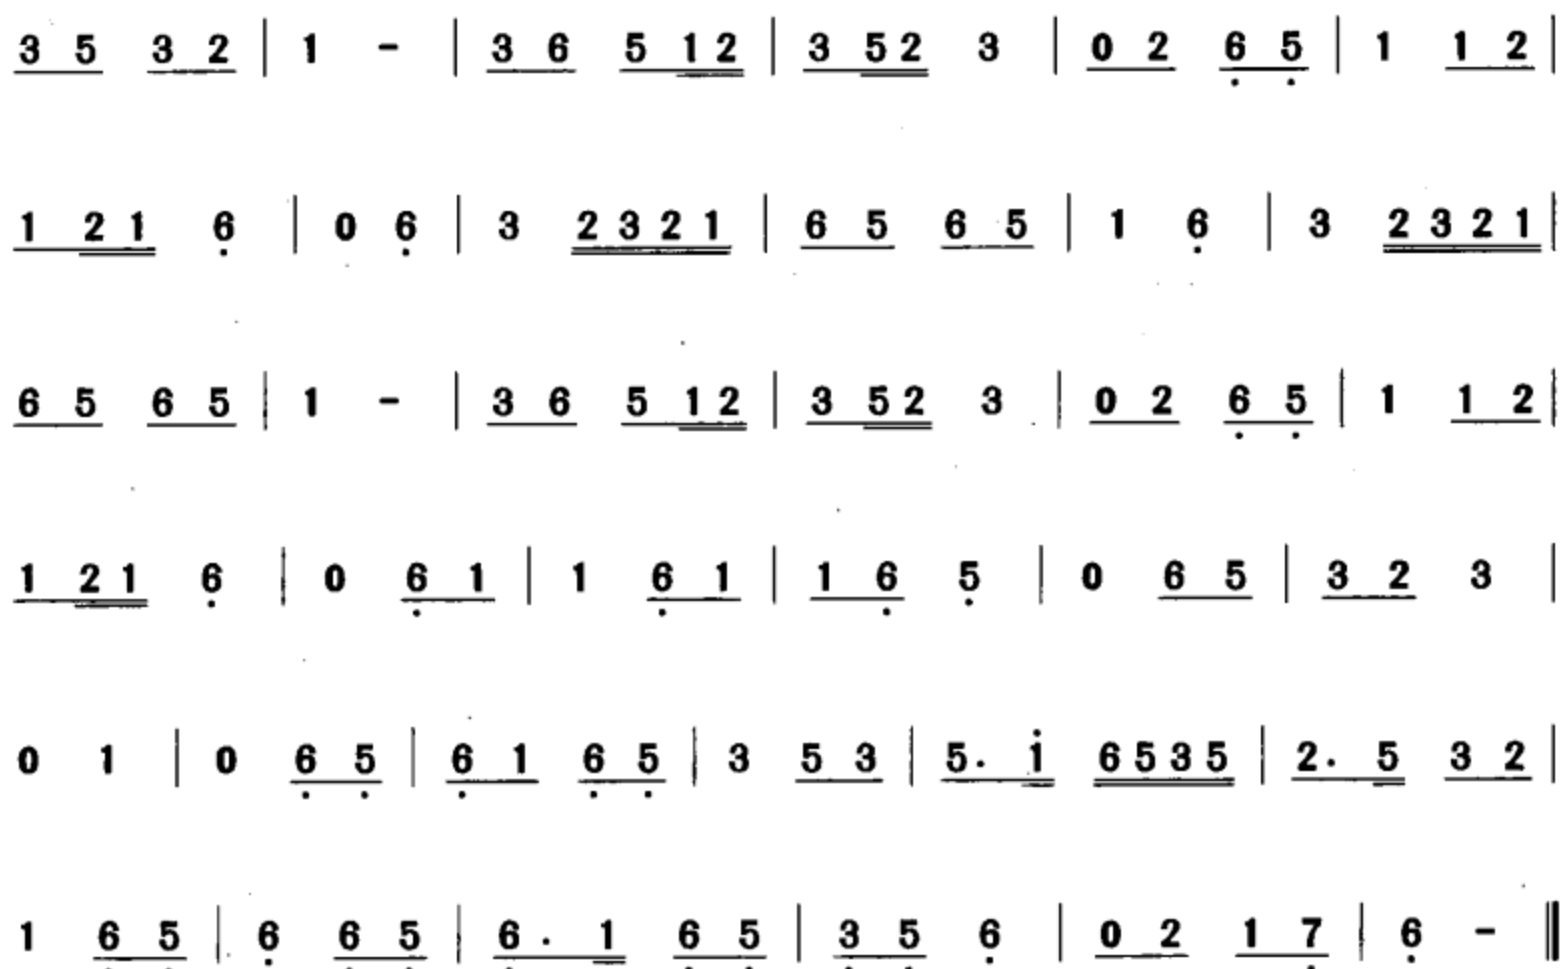 3 5 3 2 | 1 - | 3 6 5 1 2 | 3 5 2 3 | 0 2 6 5 | 1 1 2 |
1 2 1 6 | 0 6 | 3 2 3 2 1 | 6 5 6 5 | 1 6 | 3 2 3 2 1 |
6 5 6 5 | 1 - | 3 6 5 1 2 | 3 5 2 3 | 0 2 6 5 | 1 1 2 |
1 2 1 6 | 0 6 1 | 1 6 1 | 1 6 5 | 0 6 5 | 3 2 3 |
0 1 | 0 6 5 | 6 1 6 5 | 3 5 3 | 5. 1 6 5 3 5 | 2. 5 3 2 |
1 6 5 | 6 6 5 | 6. 1 6 5 | 3 5 6 | 0 2 1 7 | 6 - ‖